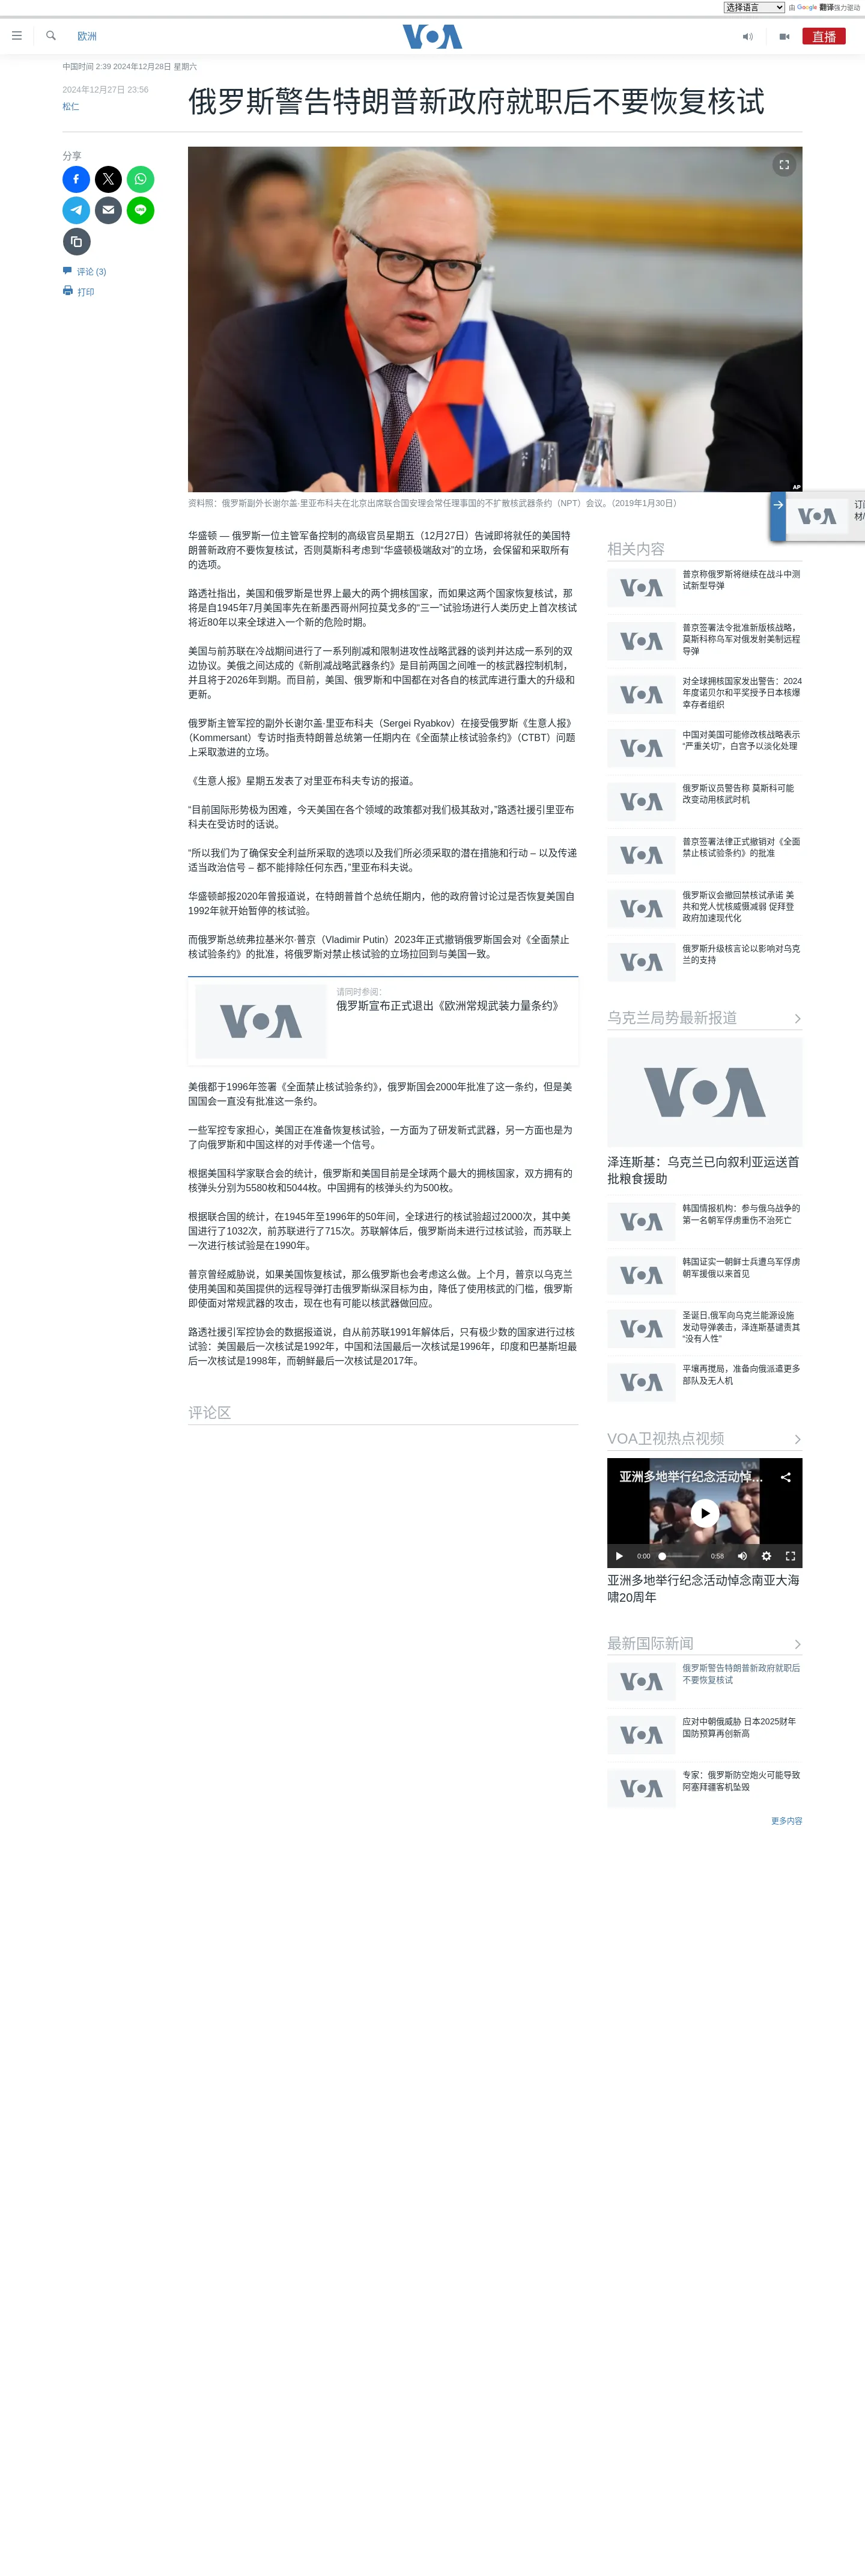 选择语言 由 Google 翻译强力驱动
欧洲
VOA
直播
中国时间 2:39 2024年12月28日 星期六
2024年12月27日 23:56
松仁
俄罗斯警告特朗普新政府就职后不要恢复核试
分享
评论 (3)
打印
AP
资料照：俄罗斯副外长谢尔盖·里亚布科夫在北京出席联合国安理会常任理事国的不扩散核武器条约（NPT）会议。（2019年1月30日）
华盛顿 — 俄罗斯一位主管军备控制的高级官员星期五（12月27日）告诫即将就任的美国特
朗普新政府不要恢复核试，否则莫斯科考虑到“华盛顿极端敌对”的立场，会保留和采取所有
的选项。
路透社指出，美国和俄罗斯是世界上最大的两个拥核国家，而如果这两个国家恢复核试，那
将是自1945年7月美国率先在新墨西哥州阿拉莫戈多的“三一”试验场进行人类历史上首次核试
将近80年以来全球进入一个新的危险时期。
美国与前苏联在冷战期间进行了一系列削减和限制进攻性战略武器的谈判并达成一系列的双
边协议。美俄之间达成的《新削减战略武器条约》是目前两国之间唯一的核武器控制机制，
并且将于2026年到期。而目前，美国、俄罗斯和中国都在对各自的核武库进行重大的升级和
更新。
俄罗斯主管军控的副外长谢尔盖·里亚布科夫（Sergei Ryabkov）在接受俄罗斯《生意人报》
（Kommersant）专访时指责特朗普总统第一任期内在《全面禁止核试验条约》（CTBT）问题
上采取激进的立场。
《生意人报》星期五发表了对里亚布科夫专访的报道。
“目前国际形势极为困难，今天美国在各个领域的政策都对我们极其敌对，”路透社援引里亚布
科夫在受访时的话说。
“所以我们为了确保安全利益所采取的选项以及我们所必须采取的潜在措施和行动 – 以及传递
适当政治信号 – 都不能排除任何东西，”里亚布科夫说。
华盛顿邮报2020年曾报道说，在特朗普首个总统任期内，他的政府曾讨论过是否恢复美国自
1992年就开始暂停的核试验。
而俄罗斯总统弗拉基米尔·普京（Vladimir Putin）2023年正式撤销俄罗斯国会对《全面禁止
核试验条约》的批准，将俄罗斯对禁止核试验的立场拉回到与美国一致。
VOA
请同时参阅：
俄罗斯宣布正式退出《欧洲常规武装力量条约》
美俄都于1996年签署《全面禁止核试验条约》，俄罗斯国会2000年批准了这一条约，但是美
国国会一直没有批准这一条约。
一些军控专家担心，美国正在准备恢复核试验，一方面为了研发新式武器，另一方面也是为
了向俄罗斯和中国这样的对手传递一个信号。
根据美国科学家联合会的统计，俄罗斯和美国目前是全球两个最大的拥核国家，双方拥有的
核弹头分别为5580枚和5044枚。中国拥有的核弹头约为500枚。
根据联合国的统计，在1945年至1996年的50年间，全球进行的核试验超过2000次，其中美
国进行了1032次，前苏联进行了715次。苏联解体后，俄罗斯尚未进行过核试验，而苏联上
一次进行核试验是在1990年。
普京曾经威胁说，如果美国恢复核试，那么俄罗斯也会考虑这么做。上个月，普京以乌克兰
使用美国和英国提供的远程导弹打击俄罗斯纵深目标为由，降低了使用核武的门槛，俄罗斯
即使面对常规武器的攻击，现在也有可能以核武器做回应。
路透社援引军控协会的数据报道说，自从前苏联1991年解体后，只有极少数的国家进行过核
试验：美国最后一次核试是1992年，中国和法国最后一次核试是1996年，印度和巴基斯坦最
后一次核试是1998年，而朝鲜最后一次核试是2017年。
评论区
VOA
相关内容
VOA
普京称俄罗斯将继续在战斗中测
试新型导弹
VOA
普京签署法令批准新版核战略，
莫斯科称乌军对俄发射美制远程
导弹
VOA
对全球拥核国家发出警告：2024
年度诺贝尔和平奖授予日本核爆
幸存者组织
VOA
中国对美国可能修改核战略表示
“严重关切”，白宫予以淡化处理
VOA
俄罗斯议员警告称 莫斯科可能
改变动用核武时机
VOA
普京签署法律正式撤销对《全面
禁止核试验条约》的批准
VOA
俄罗斯议会撤回禁核试承诺 美
共和党人忧核威慑减弱 促拜登
政府加速现代化
VOA
俄罗斯升级核言论以影响对乌克
兰的支持
乌克兰局势最新报道
VOA
泽连斯基：乌克兰已向叙利亚运送首
批粮食援助
VOA
韩国情报机构：参与俄乌战争的
第一名朝军俘虏重伤不治死亡
VOA
韩国证实一朝鲜士兵遭乌军俘虏
朝军援俄以来首见
VOA
圣诞日,俄军向乌克兰能源设施
发动导弹袭击，泽连斯基谴责其
“没有人性”
VOA
平壤再搅局，准备向俄派遣更多
部队及无人机
VOA卫视热点视频
亚洲多地举行纪念活动悼...
VOA
0:00
0:58
亚洲多地举行纪念活动悼念南亚大海
啸20周年
最新国际新闻
VOA
俄罗斯警告特朗普新政府就职后
不要恢复核试
VOA
应对中朝俄威胁 日本2025财年
国防预算再创新高
VOA
专家：俄罗斯防空炮火可能导致
阿塞拜疆客机坠毁
更多内容